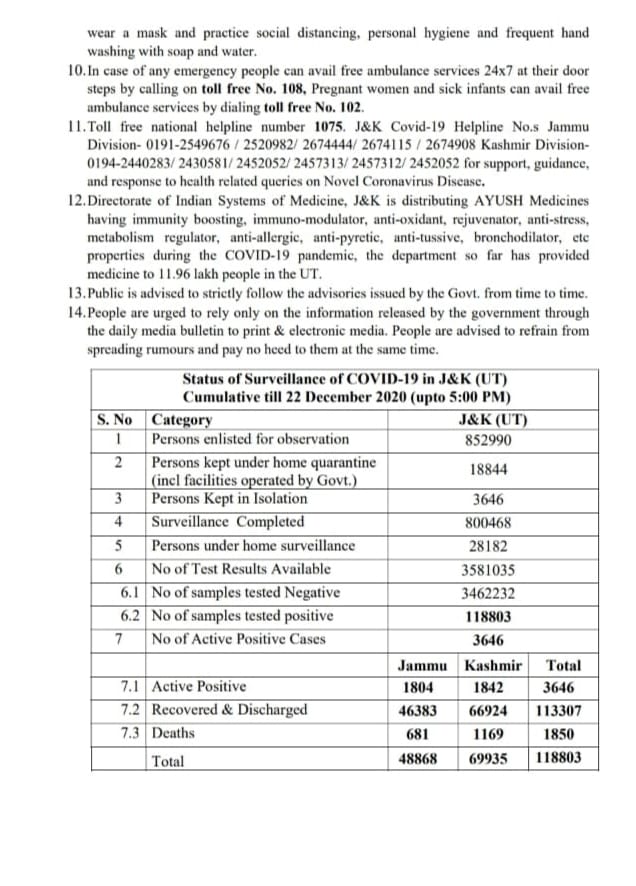 wear a mask and practice social distancing, personal hygiene and frequent hand
washing with soap and water.
10.In case of any emergency people can avail free ambulance services 24x7 at their door
steps by calling on toll free No. 108, Pregnant women and sick infants can avail free
ambulance services by dialing toll free No. 102.
11.Toll free national helpline number 1075. J&K Covid-19 Helpline No.s Jammu
Division- 0191-2549676 / 2520982/ 2674444/ 2674115 / 2674908 Kashmir Division-
0194-2440283/ 2430581/ 2452052/ 2457313/ 2457312/ 2452052 for support, guidance,
and response to health related queries on Novel Coronavirus Disease.
12.Directorate of Indian Systems of Medicine, J&K is distributing AYUSH Medicines
having immunity boosting, immuno-modulator, anti-oxidant, rejuvenator, anti-stress,
metabolism regulator, anti-allergic, anti-pyretic, anti-tussive, bronchodilator, etc
properties during the COVID-19 pandemic, the department so far has provided
medicine to 11.96 lakh people in the UT.
13.Public is advised to strictly follow the advisories issued by the Govt. from time to time.
14.People are urged to rely only on the information released by the government through
the daily media bulletin to print & electronic media. People are advised to refrain from
spreading rumours and pay no heed to them at the same time.
Status of Surveillance of COVID-19 in J&K (UT)
Cumulative till 22 December 2020 (upto 5:00 PM)
S. No Category J&K (UT)
1 Persons enlisted for observation 852990
2 Persons kept under home quarantine
(incl facilities operated by Govt.) 18844
3 Persons Kept in Isolation 3646
4 Surveillance Completed 800468
5 Persons under home surveillance 28182
6 No of Test Results Available 3581035
6.1 No of samples tested Negative 3462232
6.2 No of samples tested positive 118803
7 No of Active Positive Cases 3646
Jammu Kashmir Total
7.1 Active Positive 1804 1842 3646
7.2 Recovered & Discharged 46383 66924 113307
7.3 Deaths 681 1169 1850
Total 48868 69935 118803